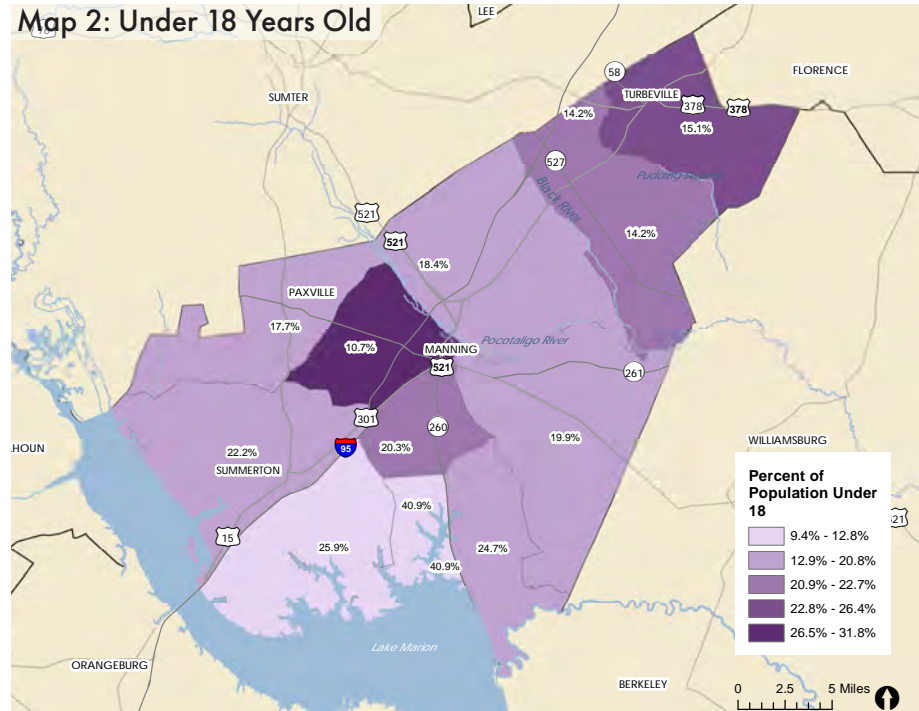 Map 2: Under 18 Years Old
LEE
58
FLORENCE
TURBEVILLE
SUMTER
378
378
14.2%
15.1%
527
Black River
521
14.2%
521
18.4%
PAXVILLE
17.7%
Pocotaligo River
10.7%
MANNING
521
261
301
260
19.9%
WILLIAMSBURG
22.2%
95
20.3%
SUMMERTON
Percent of
Population Under
18
9.4% - 12.8%
12.9% - 20.8%
20.9% - 22.7%
22.8% - 26.4%
26.5% - 31.8%
40.9%
15
25.9%
24.7%
40.9%
Lake Marion
ORANGEBURG
BERKELEY
0 2.5 5 Miles